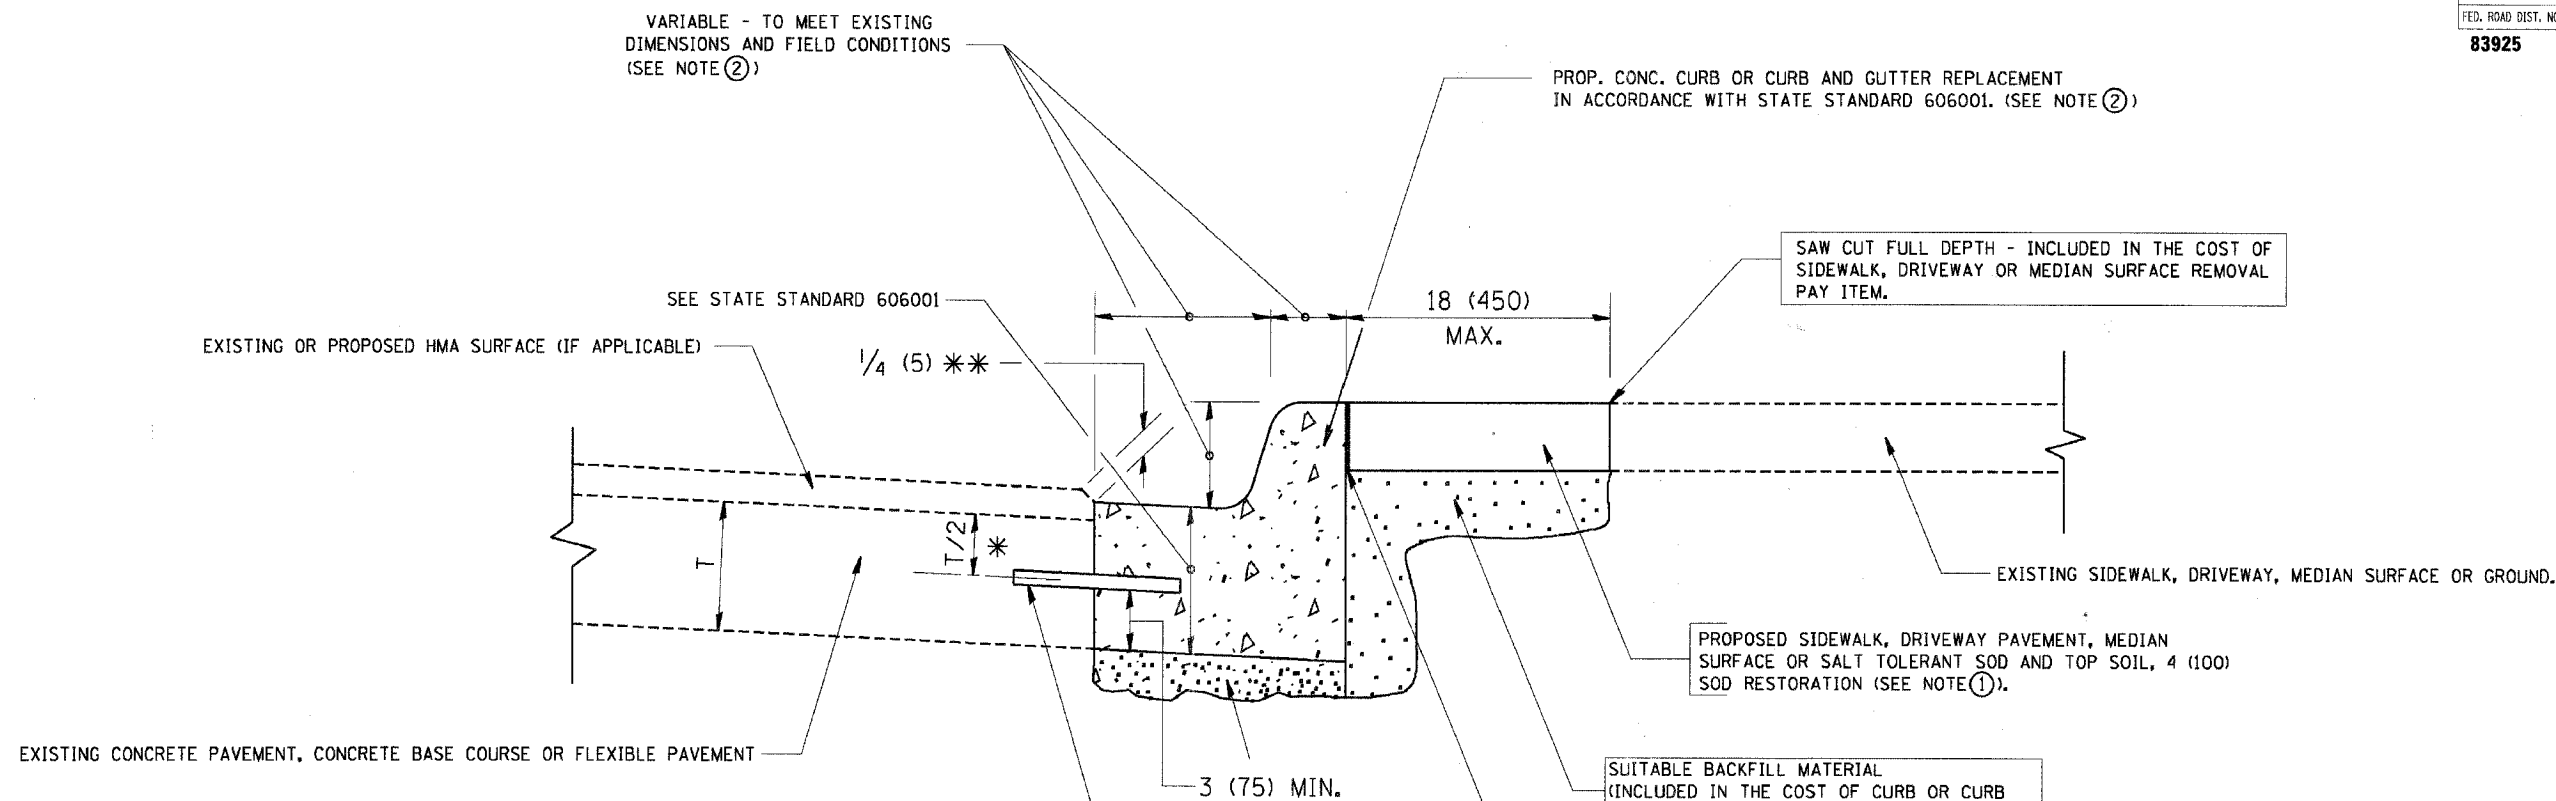 VARIABLE - TO MEET EXISTING
DIMENSIONS AND FIELD CONDITIONS
(SEE NOTE ②)
FED. ROAD DIST.
83925
PROP. CONC. CURB OR CURB AND GUTTER REPLACEMENT
IN ACCORDANCE WITH STATE STANDARD 606001. (SEE NOTE ②)
SAW CUT FULL DEPTH - INCLUDED IN THE COST OF
SIDEWALK, DRIVEWAY OR MEDIAN SURFACE REMOVAL
PAY ITEM.
SEE STATE STANDARD 606001
18 (450)
MAX.
EXISTING OR PROPOSED HMA SURFACE (IF APPLICABLE)
1/4 (5) **
T
T/2 *
EXISTING SIDEWALK, DRIVEWAY, MEDIAN SURFACE OR GROUND.
PROPOSED SIDEWALK, DRIVEWAY PAVEMENT, MEDIAN
SURFACE OR SALT TOLERANT SOD AND TOP SOIL, 4 (100)
SOD RESTORATION (SEE NOTE ①).
EXISTING CONCRETE PAVEMENT, CONCRETE BASE COURSE OR FLEXIBLE PAVEMENT
3 (75) MIN.
SUITABLE BACKFILL MATERIAL
(INCLUDED IN THE COST OF CURB OR CURB